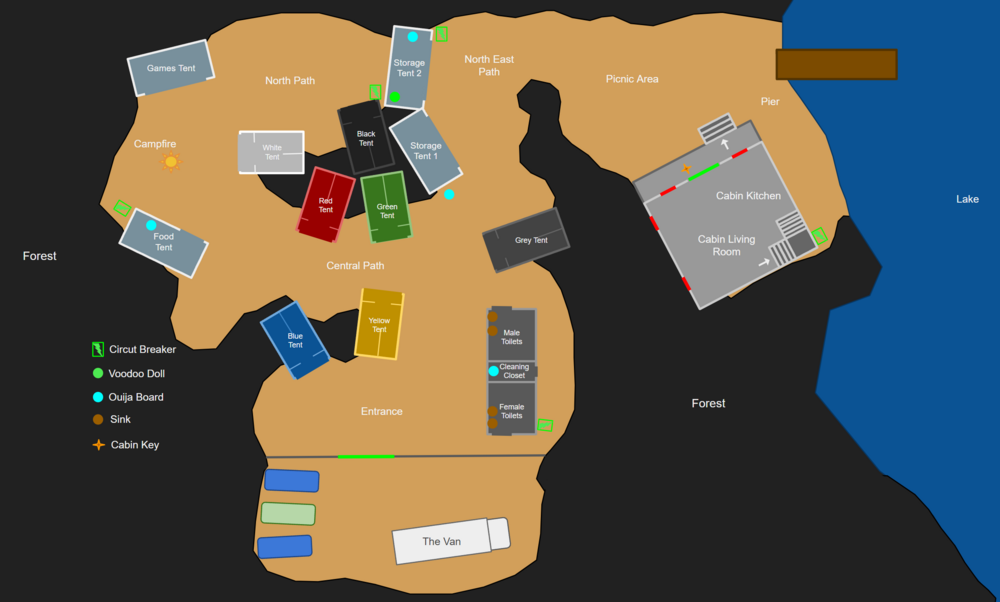 Games Tent
North Path
Storage
Tent 2
North East
Path
Picnic Area
Pier
Campfire
White
Tent
Black
Tent
Storage
Tent 1
Red
Tent
Green
Tent
Cabin Kitchen
Lake
Food
Tent
Grey Tent
Cabin Living
Room
Forest
Central Path
Blue
Tent
Yellow
Tent
Male
Toilets
Cleaning
Closet
Female
Toilets
Circut Breaker
Voodoo Doll
Ouija Board
Sink
Cabin Key
Entrance
Forest
The Van